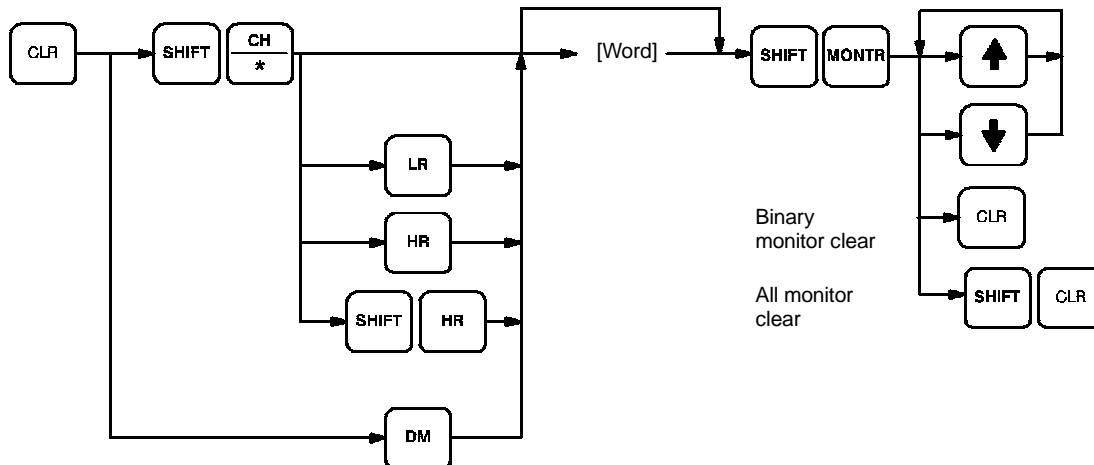 CLR
SHIFT
CH
*
[Word]
SHIFT
MONTR
LR
HR
SHIFT
HR
DM
Binary
monitor clear
CLR
All monitor
clear
SHIFT
CLR